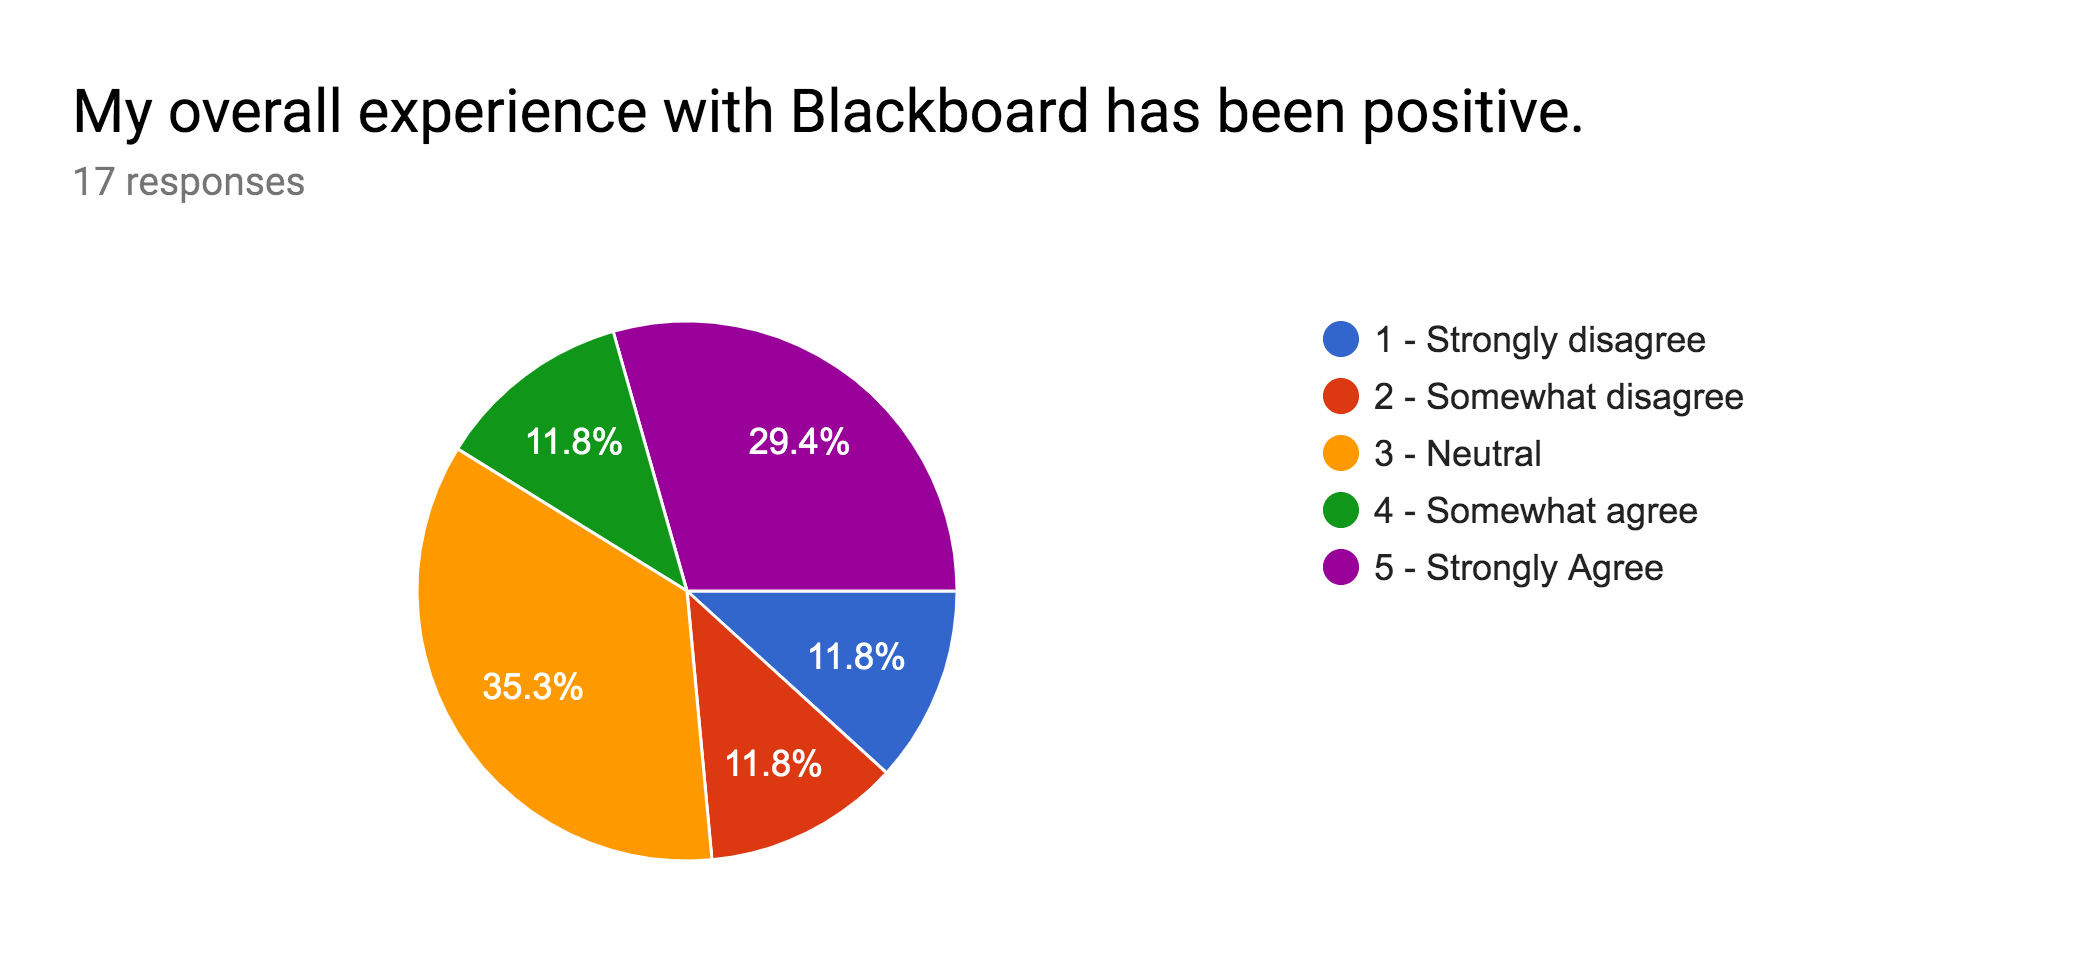 My overall experience with Blackboard has been positive.
17 responses
29.4%
11.8%
11.8%
35.3%
11.8%
1 - Strongly disagree
2 - Somewhat disagree
3 - Neutral
4 - Somewhat agree
5 - Strongly Agree